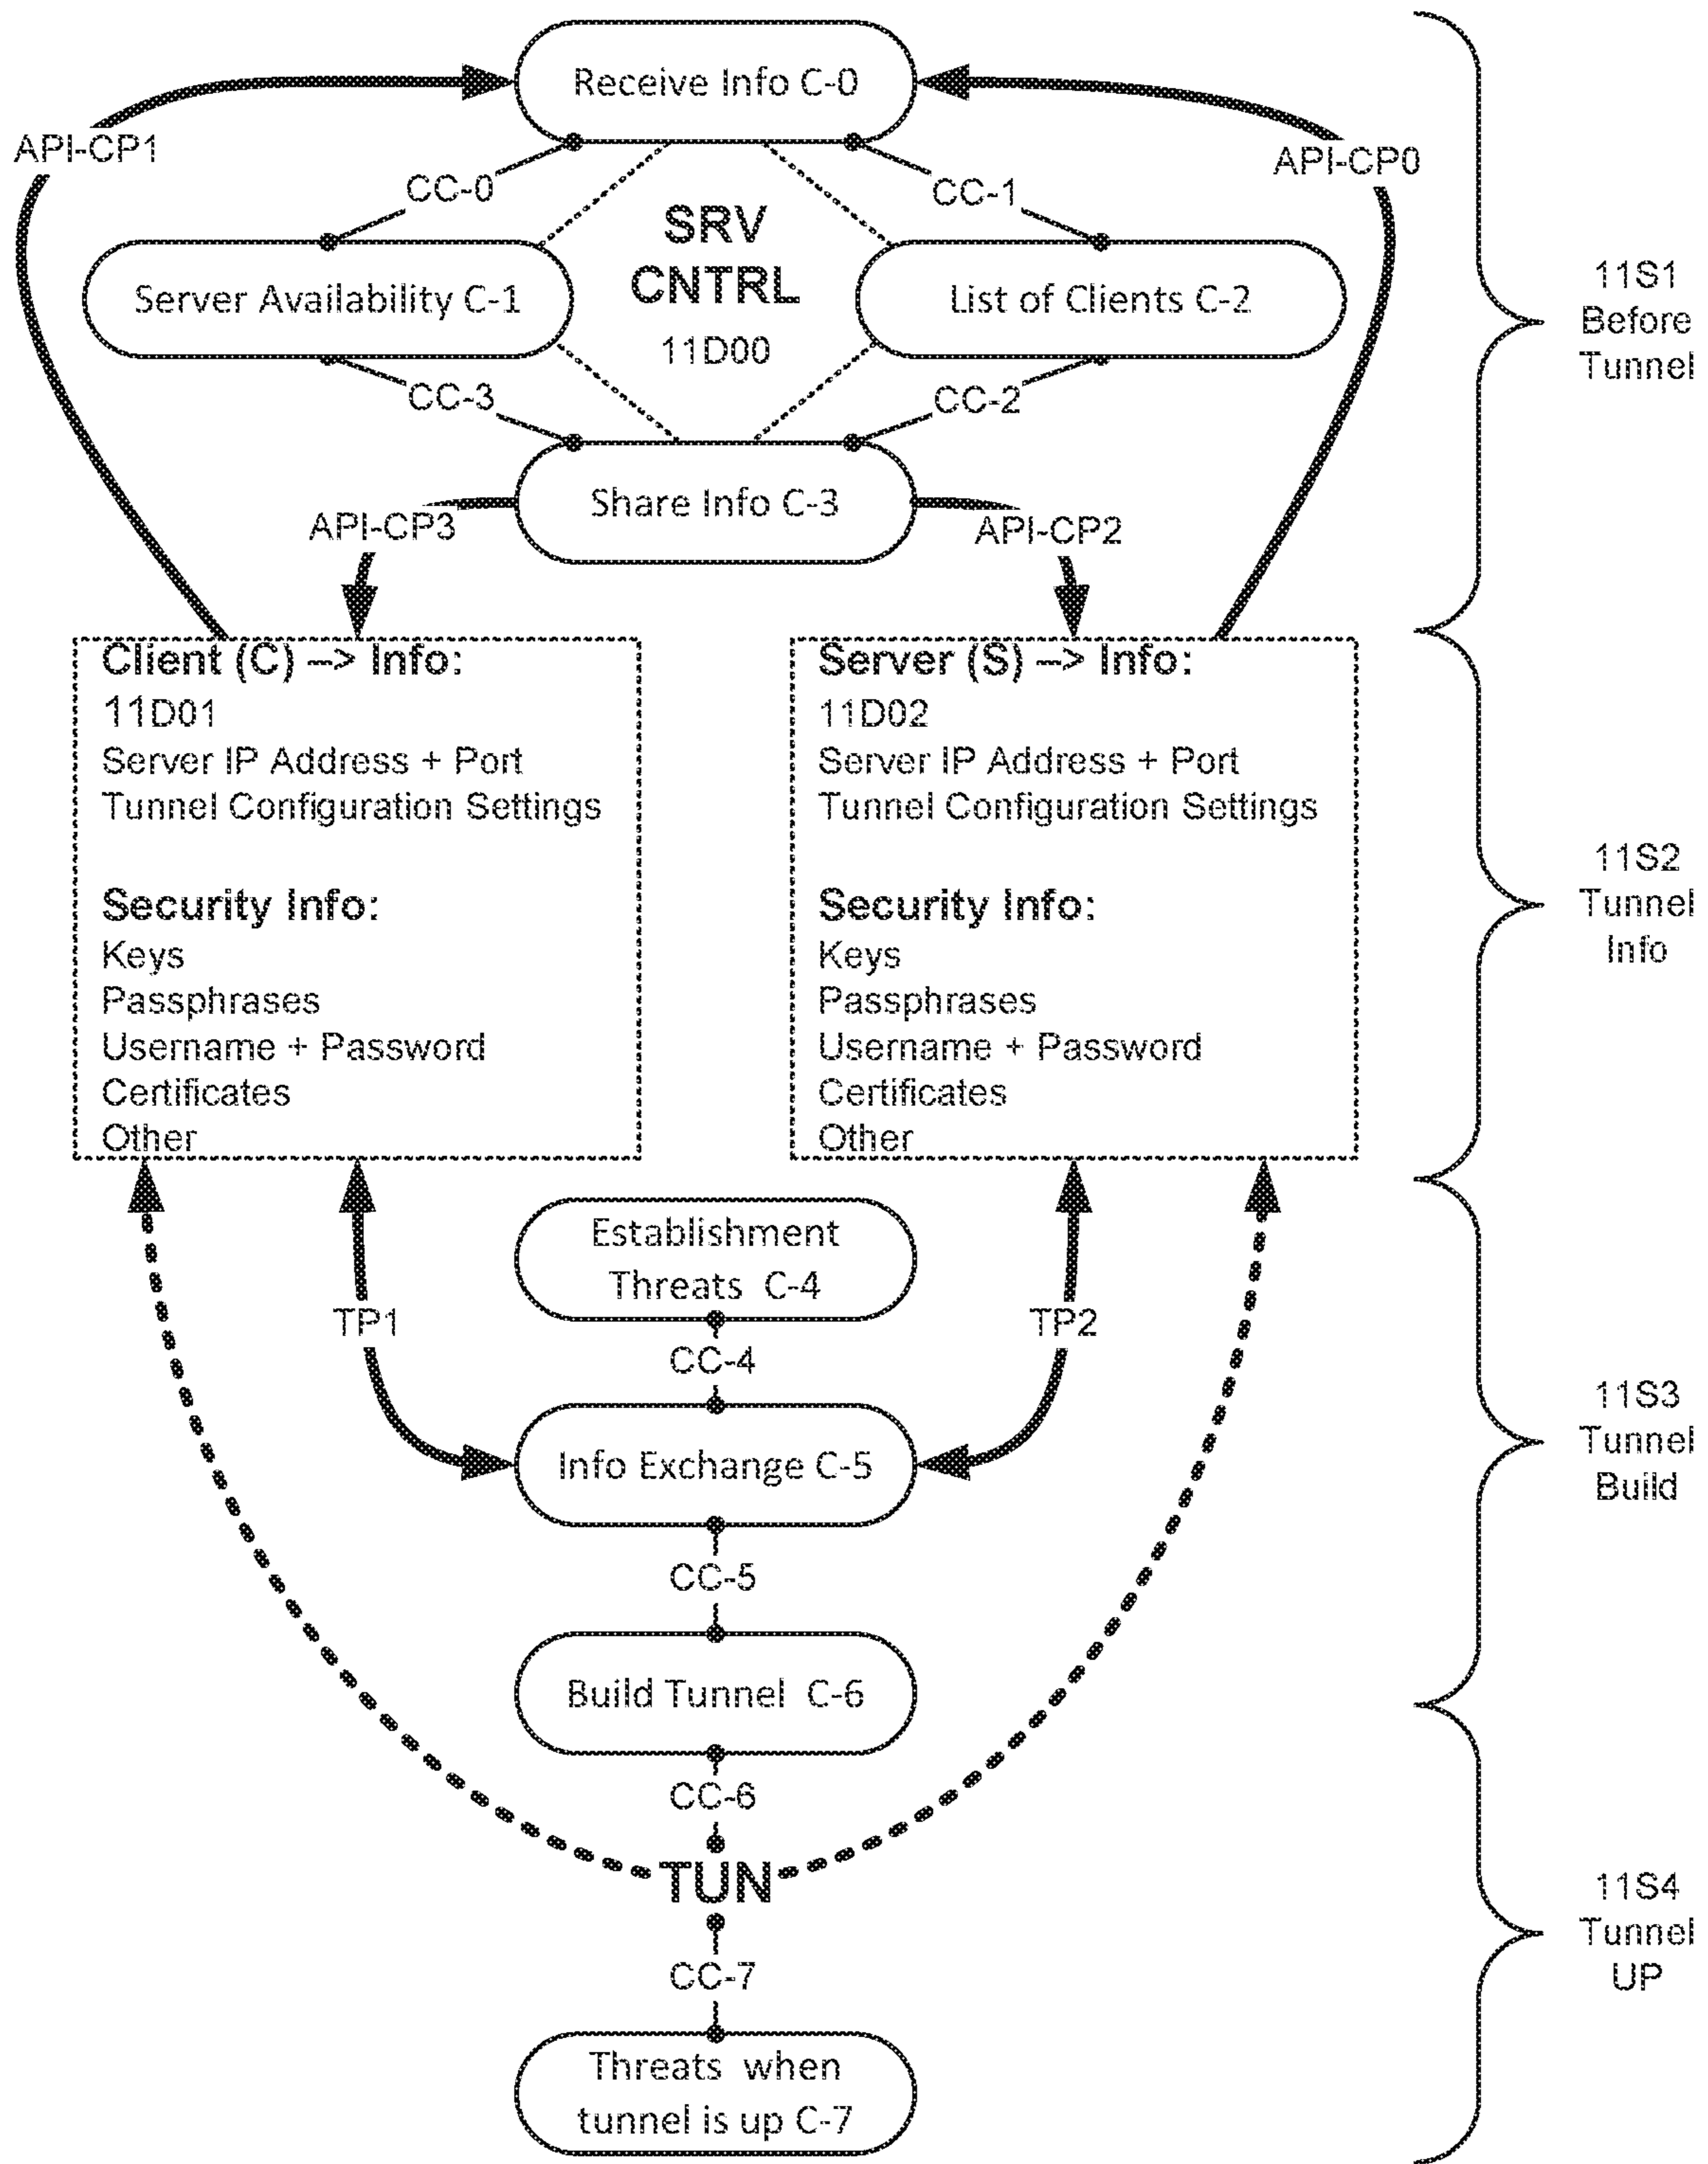 Receive Info C-0
API-CP1
API-CP0
CC-0
CC-1
SRV
CNTRL
11D00
Server Availability C-1
List of Clients C-2
CC-3
CC-2
Share Info C-3
API-CP3
API-CP2
11S1
Before
Tunnel
Client (C) –> Info:
11D01
Server IP Address + Port
Tunnel Configuration Settings
Security Info:
Keys
Passphrases
Username + Password
Certificates
Other
Server (S) –> Info:
11D02
Server IP Address + Port
Tunnel Configuration Settings
Security Info:
Keys
Passphrases
Username + Password
Certificates
Other
11S2
Tunnel
Info
Establishment
Threats C-4
TP1
TP2
CC-4
Info Exchange C-5
CC-5
Build Tunnel C-6
11S3
Tunnel
Build
CC-6
TUN
CC-7
Threats when
tunnel is up C-7
11S4
Tunnel
UP